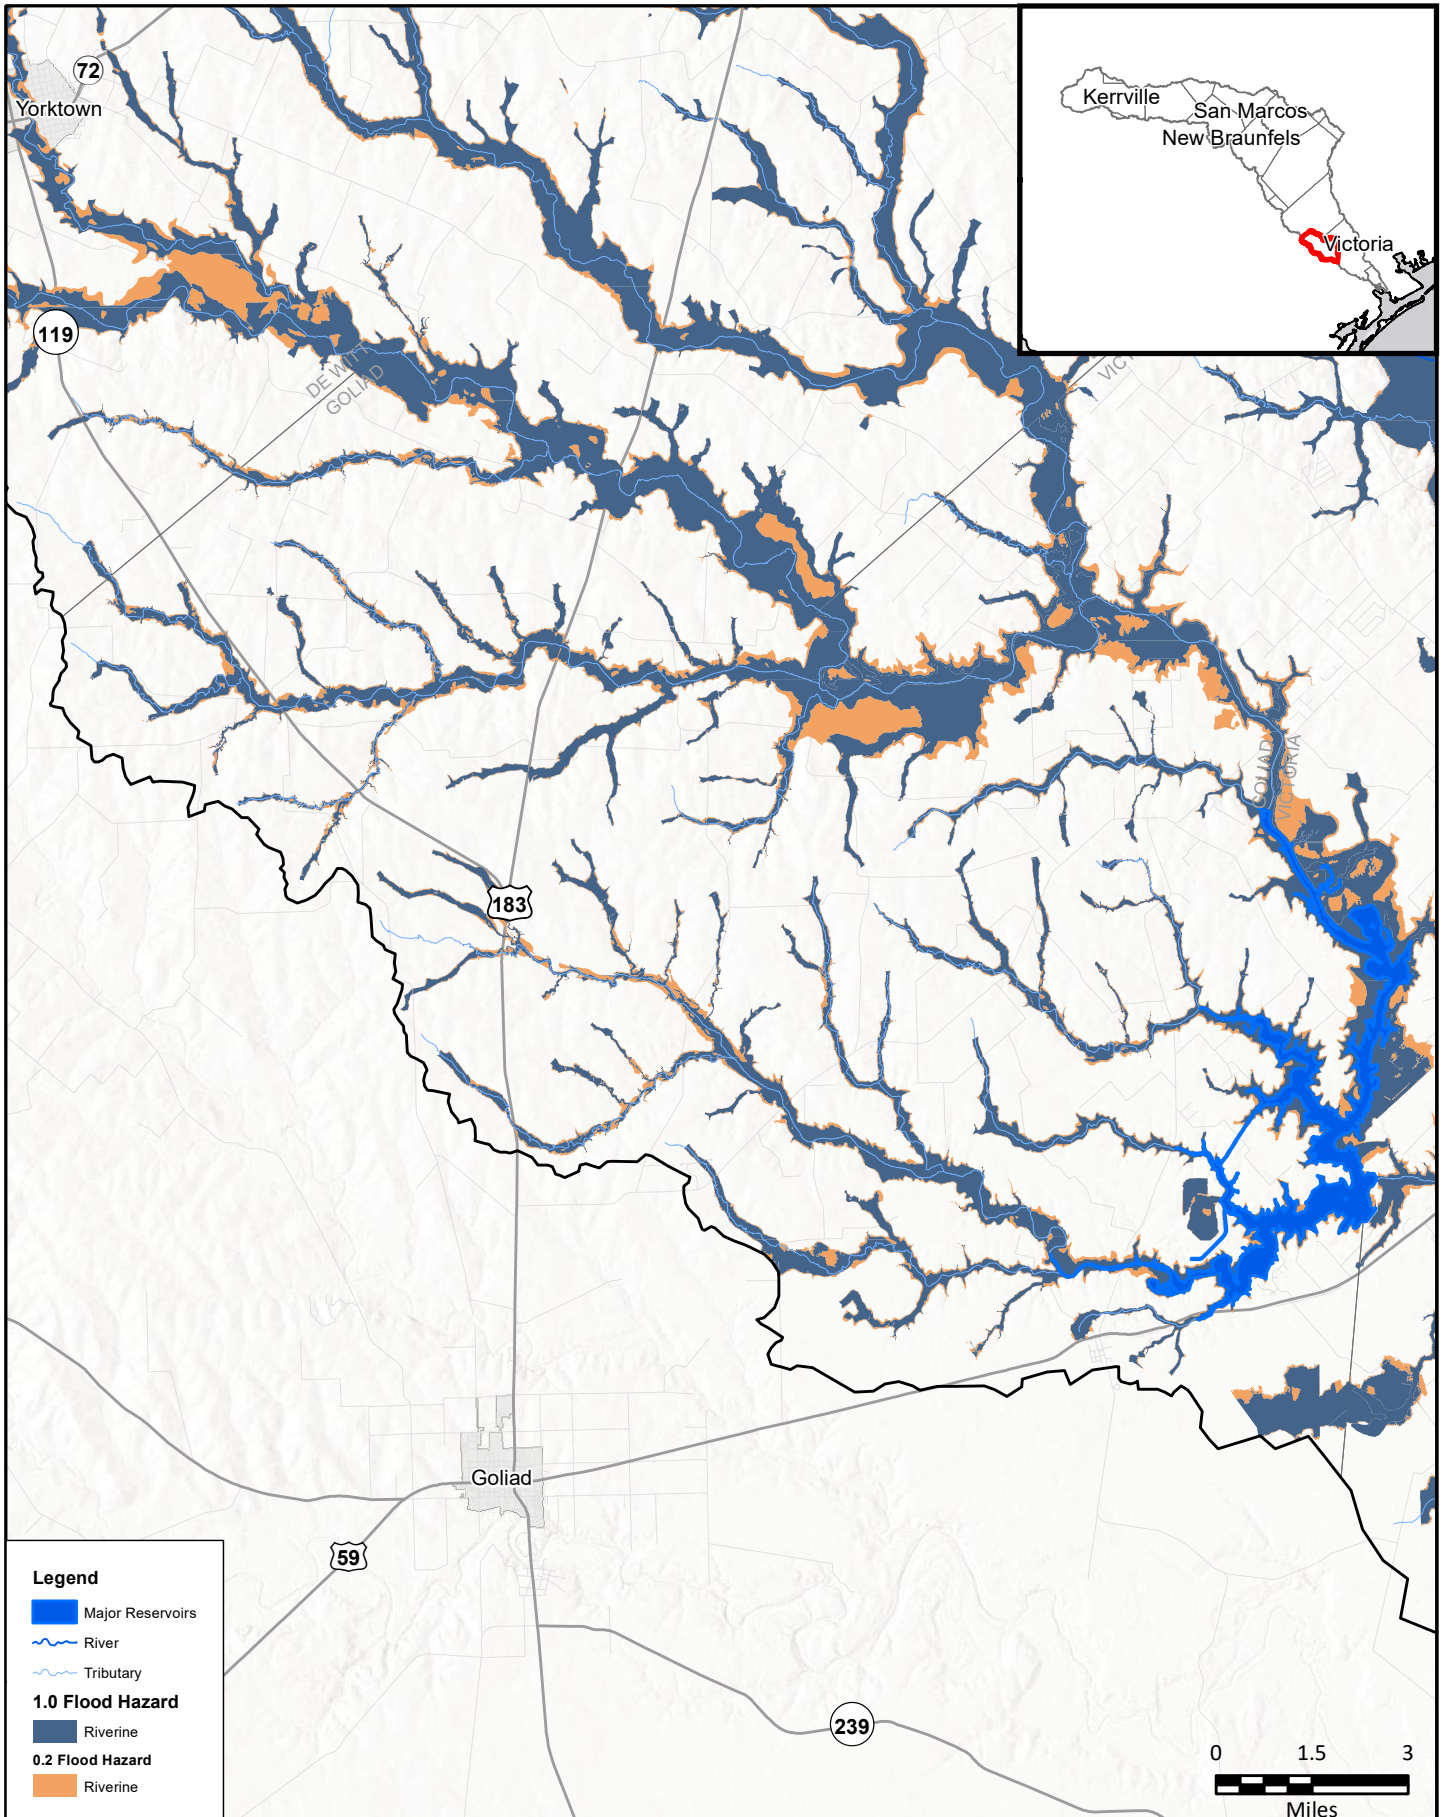 72
Yorktown
Kerrville
San Marcos
New Braunfels
Victoria
119
DE WITT
GOLIAD
VICT
GOLIAD
VICTORIA
183
Goliad
59
239
Legend
Major Reservoirs
River
Tributary
1.0 Flood Hazard
Riverine
0.2 Flood Hazard
Riverine
0 1.5 3
Miles